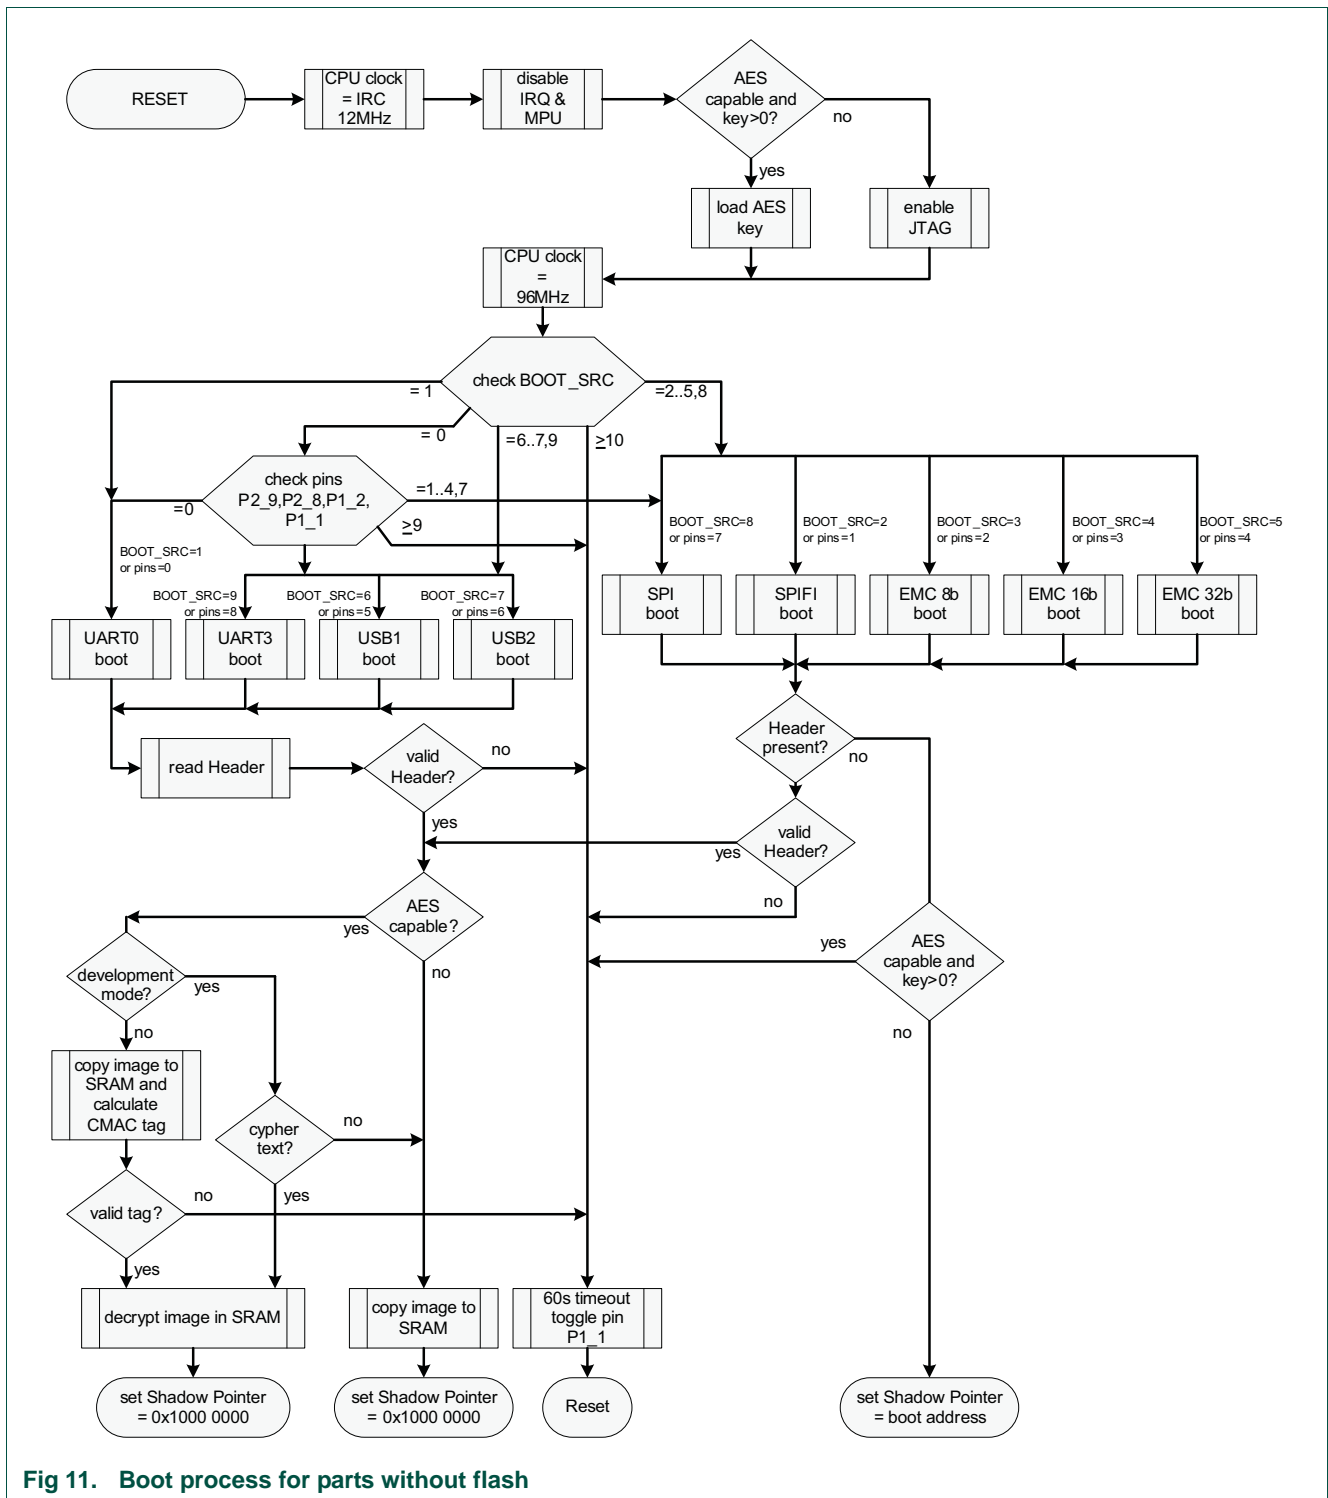 RESET
CPU clock
= IRC
12MHz
disable
IRQ &
MPU
AES
capable and
key>0?
no
yes
load AES
key
enable
JTAG
CPU clock
=
96MHz
check BOOT_SRC
= 1
=2..5,8
= 0
=6..7,9
≥10
check pins
P2_9,P2_8,P1_2,
P1_1
=0
=1..4,7
≥9
BOOT_SRC=1
or pins=0
BOOT_SRC=9
or pins=8
BOOT_SRC=6
or pins=5
BOOT_SRC=7
or pins=6
BOOT_SRC=8
or pins=7
BOOT_SRC=2
or pins=1
BOOT_SRC=3
or pins=2
BOOT_SRC=4
or pins=3
BOOT_SRC=5
or pins=4
SPI
boot
SPIFI
boot
EMC 8b
boot
EMC 16b
boot
EMC 32b
boot
UART0
boot
UART3
boot
USB1
boot
USB2
boot
read Header
valid
Header?
no
yes
Header
present?
no
valid
Header?
yes
no
AES
capable?
yes
no
AES
capable and
key>0?
yes
no
development
mode?
yes
no
copy image to
SRAM and
calculate
CMAC tag
cypher
text?
no
yes
valid tag?
no
yes
decrypt image in SRAM
copy image to
SRAM
60s timeout
toggle pin
P1_1
set Shadow Pointer
= 0x1000 0000
set Shadow Pointer
= 0x1000 0000
Reset
set Shadow Pointer
= boot address
Fig 11. Boot process for parts without flash